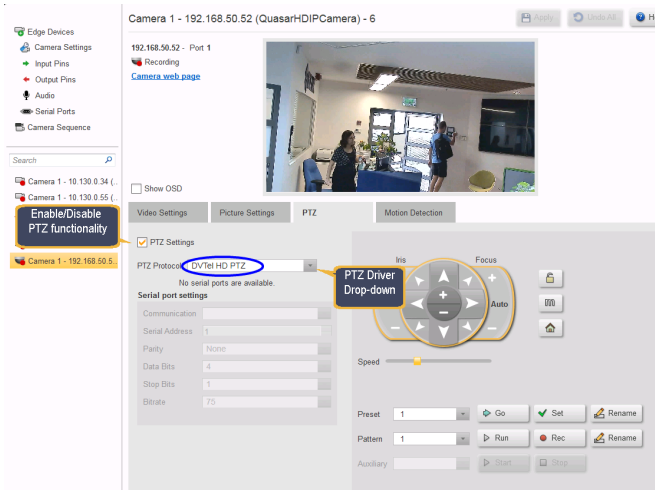 Camera 1 - 192.168.50.52 (QuasarHDIPCamera) - 6
Apply
Undo All
Edge Devices
Camera Settings
Input Pins
Output Pins
Audio
Serial Ports
Camera Sequence
Search
Camera 1 - 10.130.0.34 (..
Camera 1 - 10.130.0.55 (..
Enable/Disable
PTZ functionality
Camera 1 - 192.168.50.5..
192.168.50.52 - Port 1
Recording
Camera web page
Show OSD
Video Settings
Picture Settings
PTZ
Motion Detection
PTZ Settings
PTZ Protocol
DVTel HD PTZ
No serial ports are available.
PTZ Driver
Drop-down
Serial port settings
Communication
Serial Address 1
Parity None
Data Bits 4
Stop Bits 1
Bitrate 75
Iris
Focus
Auto
Speed
Preset 1 Go Set Rename
Pattern 1 Run Rec Rename
Auxiliary Start Stop